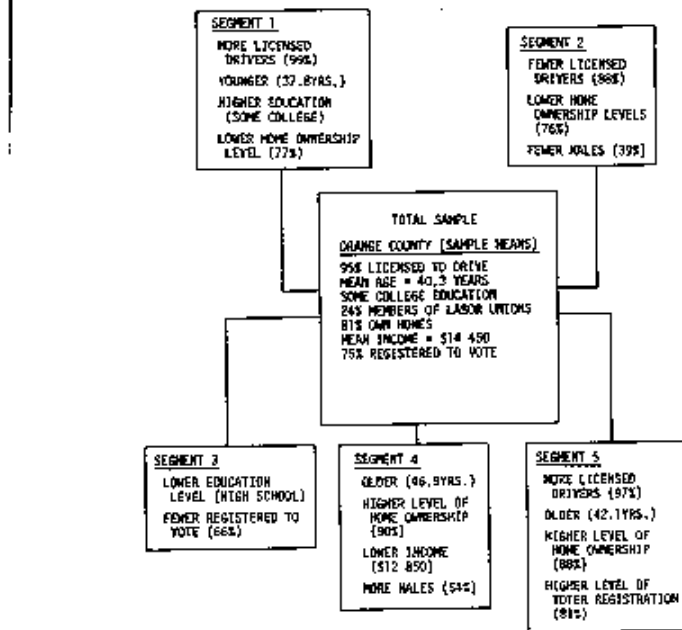 SEGMENT 1
MORE LICENSED
DRIVERS (99%)
YOUNGER (37.8YRS.)
HIGHER EDUCATION
(SOME COLLEGE)
LOWER HOME OWNERSHIP
LEVEL (77%)
SEGMENT 2
FEWER LICENSED
DRIVERS (88%)
LOWER HOME
OWNERSHIP LEVELS
(76%)
FEWER MALES (39%)
TOTAL SAMPLE
ORANGE COUNTY (SAMPLE MEANS)
95% LICENSED TO DRIVE
MEAN AGE = 40.3 YEARS
SOME COLLEGE EDUCATION
24% MEMBERS OF LABOR UNIONS
81% OWN HOMES
MEAN INCOME = $14 450
75% REGISTERED TO VOTE
SEGMENT 3
LOWER EDUCATION
LEVEL (HIGH SCHOOL)
FEWER REGISTERED TO
VOTE (66%)
SEGMENT 4
OLDER (46.9YRS.)
HIGHER LEVEL OF
HOME OWNERSHIP
(90%)
LOWER INCOME
($12 850)
MORE MALES (54%)
SEGMENT 5
MORE LICENSED
DRIVERS (97%)
OLDER (42.1YRS.)
HIGHER LEVEL OF
HOME OWNERSHIP
(88%)
HIGHER LEVEL OF
VOTER REGISTRATION
(81%)